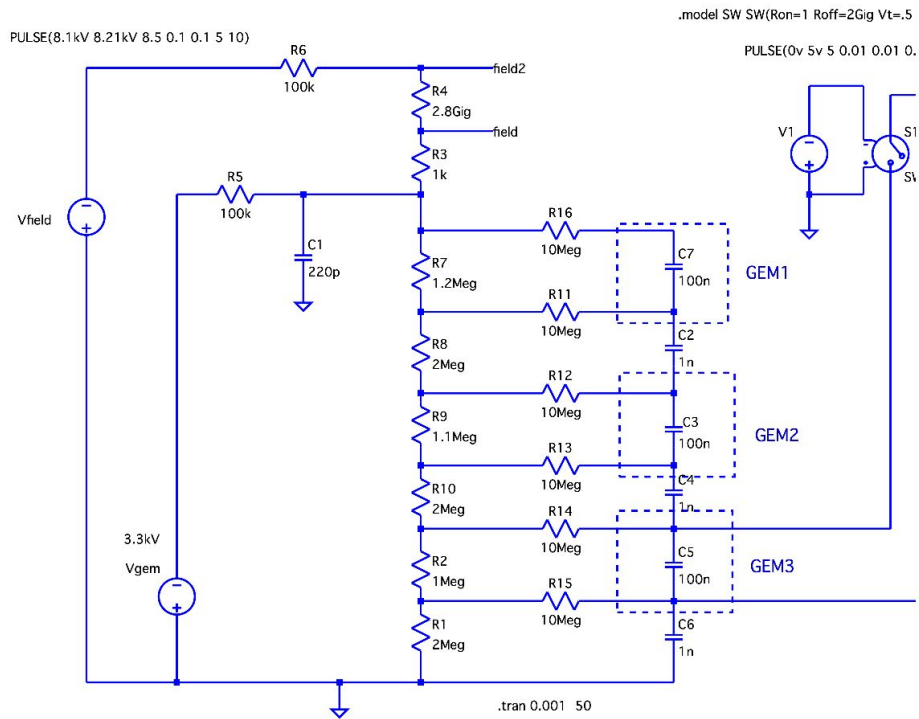 .model SW SW(Ron=1 Roff=2Gig Vt=.5
PULSE(8.1kV 8.21kV 8.5 0.1 0.1 5 10)
PULSE(0v 5v 5 0.01 0.01 0.
R6
100k
field2
R4
2.8Gig
field
R3
1k
V1
S1
SW
R5
100k
Vfield
C1
220p
R16
10Meg
C7
100n
GEM1
R7
1.2Meg
R11
10Meg
C2
1n
R8
2Meg
R12
10Meg
C3
100n
GEM2
R9
1.1Meg
R13
10Meg
C4
1n
R10
2Meg
R14
10Meg
C5
100n
GEM3
3.3kV
Vgem
R2
1Meg
R15
10Meg
C6
1n
R1
2Meg
.tran 0.001 50